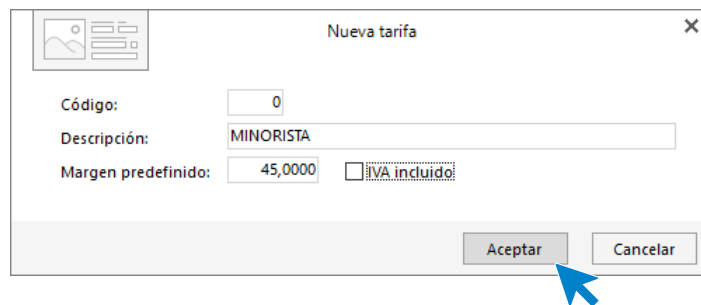 Nueva tarifa
Código: 0
Descripción: MINORISTA
Margen predefinido: 45,0000 IVA incluido
Aceptar Cancelar